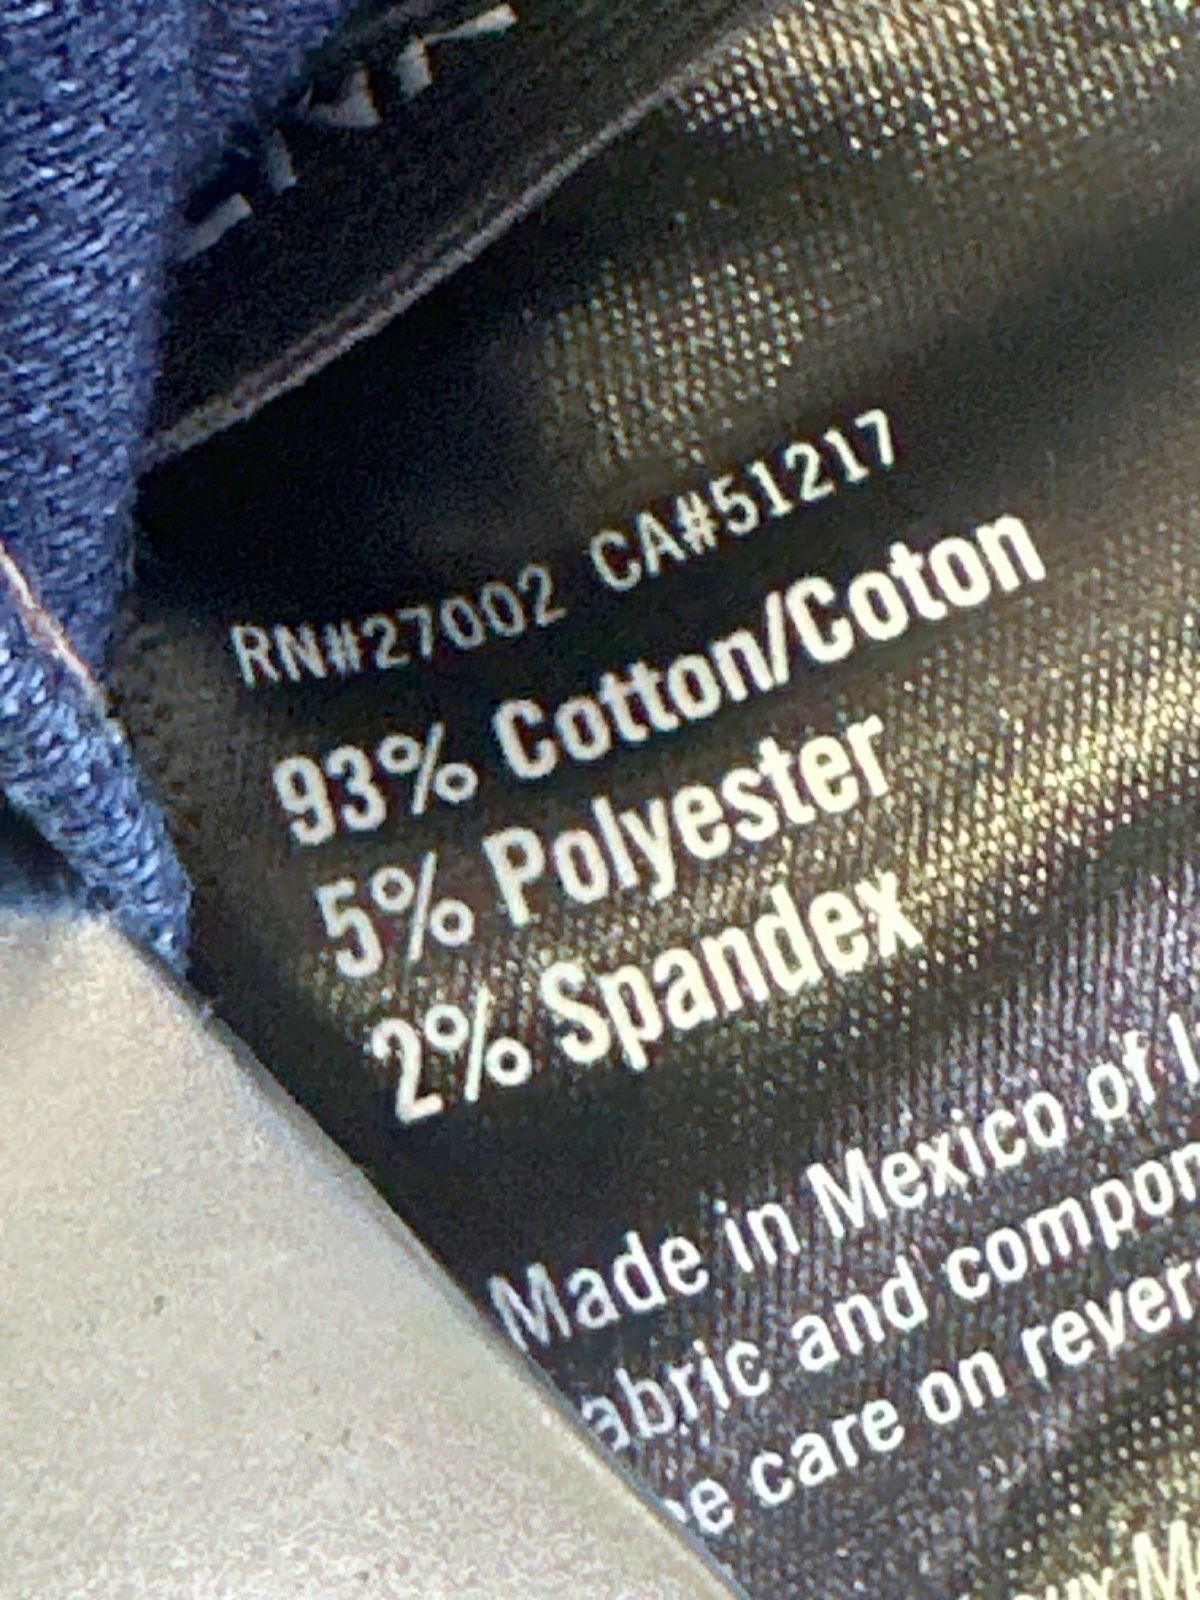 RN#27002 CA#51217
93% Cotton/Coton
5% Polyester
2% Spandex
Made in Mexico of
abric and compon
care on rever